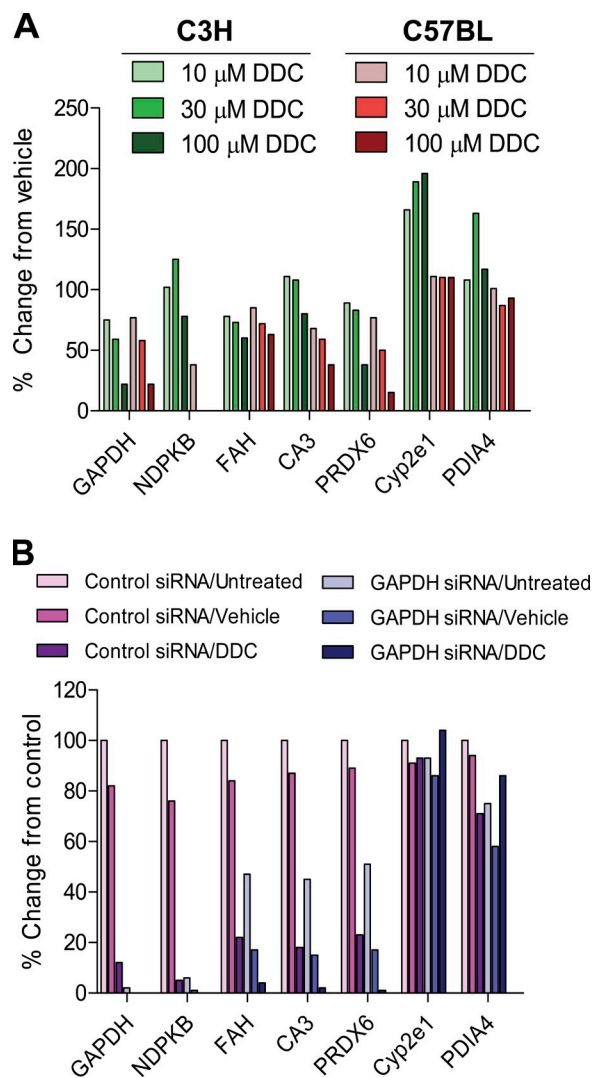 A
C3H C57BL
10 μM DDC 10 μM DDC
30 μM DDC 30 μM DDC
100 μM DDC 100 μM DDC
% Change from vehicle
250
200
150
100
50
0
GAPDH NDPKB FAH CA3 PRDX6 Cyp2e1 PDIA4
B
Control siRNA/Untreated GAPDH siRNA/Untreated
Control siRNA/Vehicle GAPDH siRNA/Vehicle
Control siRNA/DDC GAPDH siRNA/DDC
% Change from control
120
100
80
60
40
20
0
GAPDH NDPKB FAH CA3 PRDX6 Cyp2e1 PDIA4